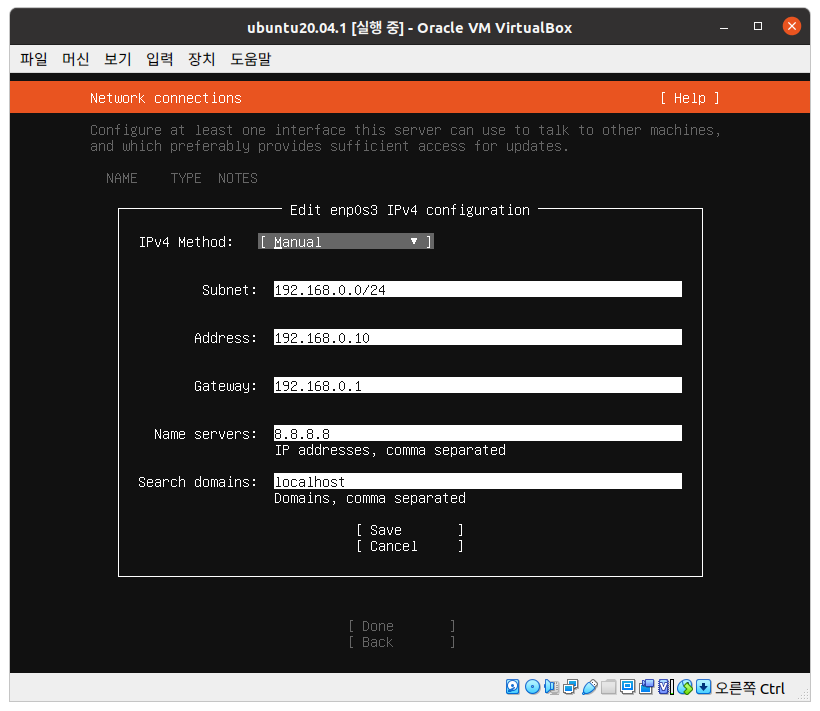 ubuntu20.04.1 [실행 중] - Oracle VM VirtualBox
파일 머신 보기 입력 장치 도움말
Network connections [ Help ]
Configure at least one interface this server can use to talk to other machines,
and which preferably provides sufficient access for updates.
NAME TYPE NOTES
Edit enp0s3 IPv4 configuration
IPv4 Method: [ Manual ▼ ]
Subnet: 192.168.0.0/24
Address: 192.168.0.10
Gateway: 192.168.0.1
Name servers: 8.8.8.8
IP addresses, comma separated
Search domains: localhost
Domains, comma separated
[ Save ]
[ Cancel ]
[ Done ]
[ Back ]
오른쪽 Ctrl